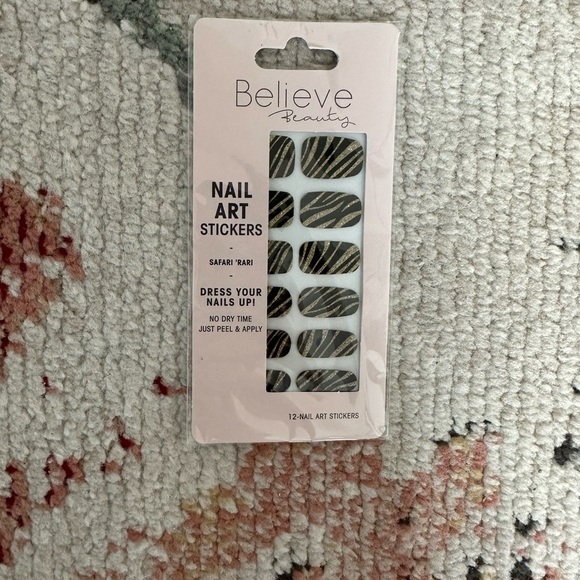 Believe
Beauty
NAIL
ART
STICKERS
-
SAFARI 'RARI
-
DRESS YOUR
NAILS UP!
NO DRY TIME
JUST PEEL & APPLY
12-NAIL ART STICKERS